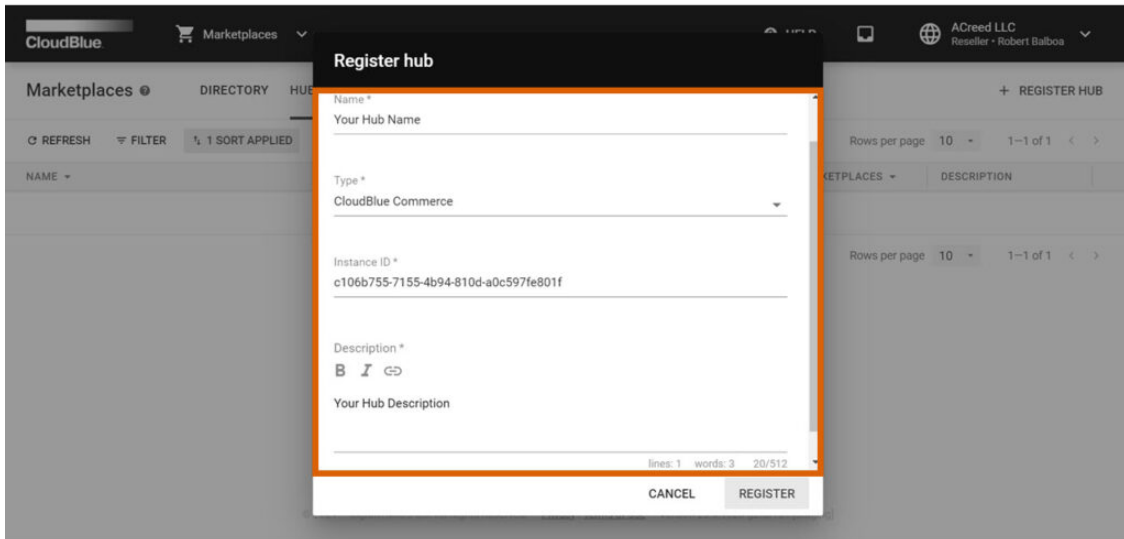 CloudBlue
Marketplaces
ACreed LLC
Reseller • Robert Balboa
Register hub
Marketplaces
DIRECTORY
+ REGISTER HUB
Name *
Your Hub Name
REFRESH
FILTER
1 SORT APPLIED
Rows per page 10
1–1 of 1
NAME
Type *
CloudBlue Commerce
DESCRIPTION
Instance ID *
c106b755-7155-4b94-810d-a0c597fe801f
Rows per page 10
1–1 of 1
Description *
B I
Your Hub Description
lines: 1 words: 3 20/512
CANCEL
REGISTER